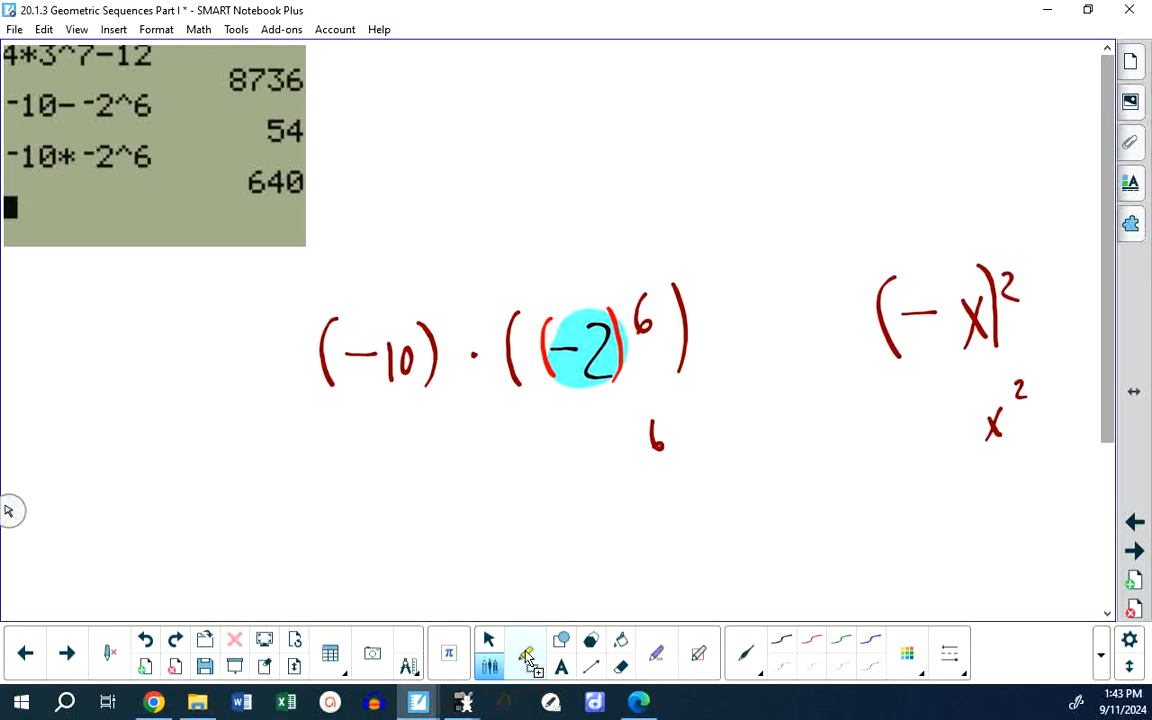 20.1.3 Geometric Sequences Part I * - SMART Notebook Plus
File Edit View Insert Format Math Tools Add-ons Account Help
4*3^7-12
8736
-10--2^6
54
-10*-2^6
640
(-10) · ((-2)^6)
6
(-x)^2
x^2
π
A
1:43 PM
9/11/2024